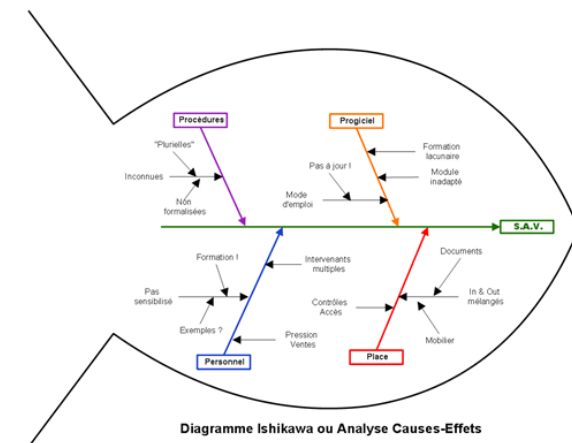 Procédures
Progiciel
"Plurielles"
Inconnues
Non
formalisées
Formation
lacunaire
Pas à jour !
Module
inadapté
Mode
d'emploi
S.A.V.
Formation !
Intervenants
multiples
Documents
Pas
sensibilisé
Contrôles
Accès
In & Out
mélangés
Exemples ?
Pression
Ventes
Mobilier
Personnel
Place
Diagramme Ishikawa ou Analyse Causes-Effets